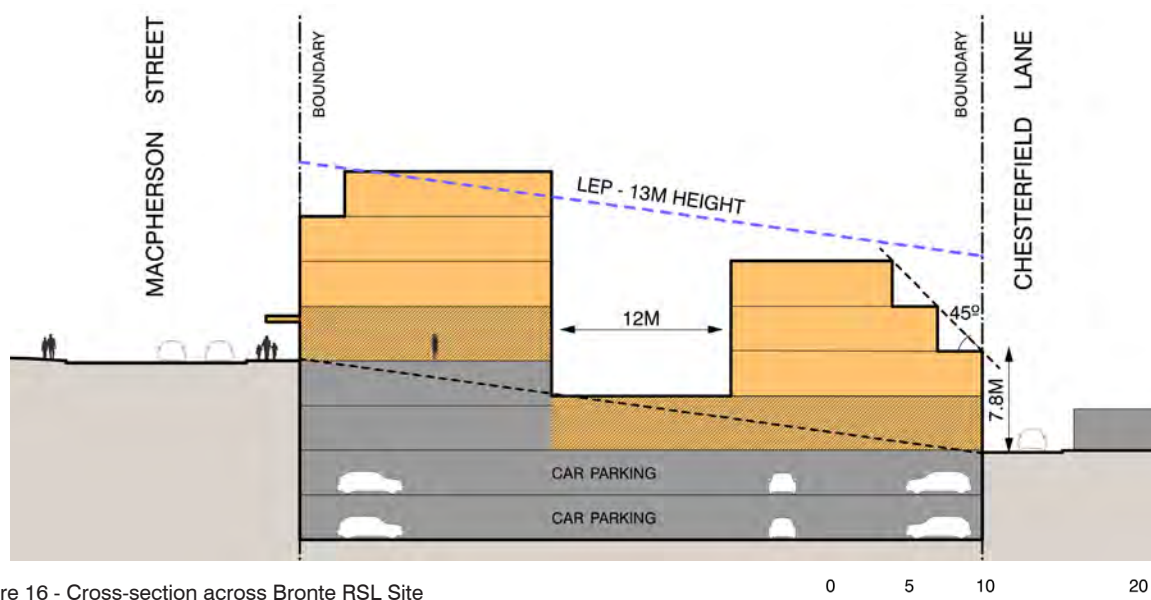 MACPHERSON STREET
BOUNDARY
BOUNDARY
CHESTERFIELD LANE
LEP - 13M HEIGHT
12M
45º
7.8M
CAR PARKING
CAR PARKING
re 16 - Cross-section across Bronte RSL Site
0 5 10 20